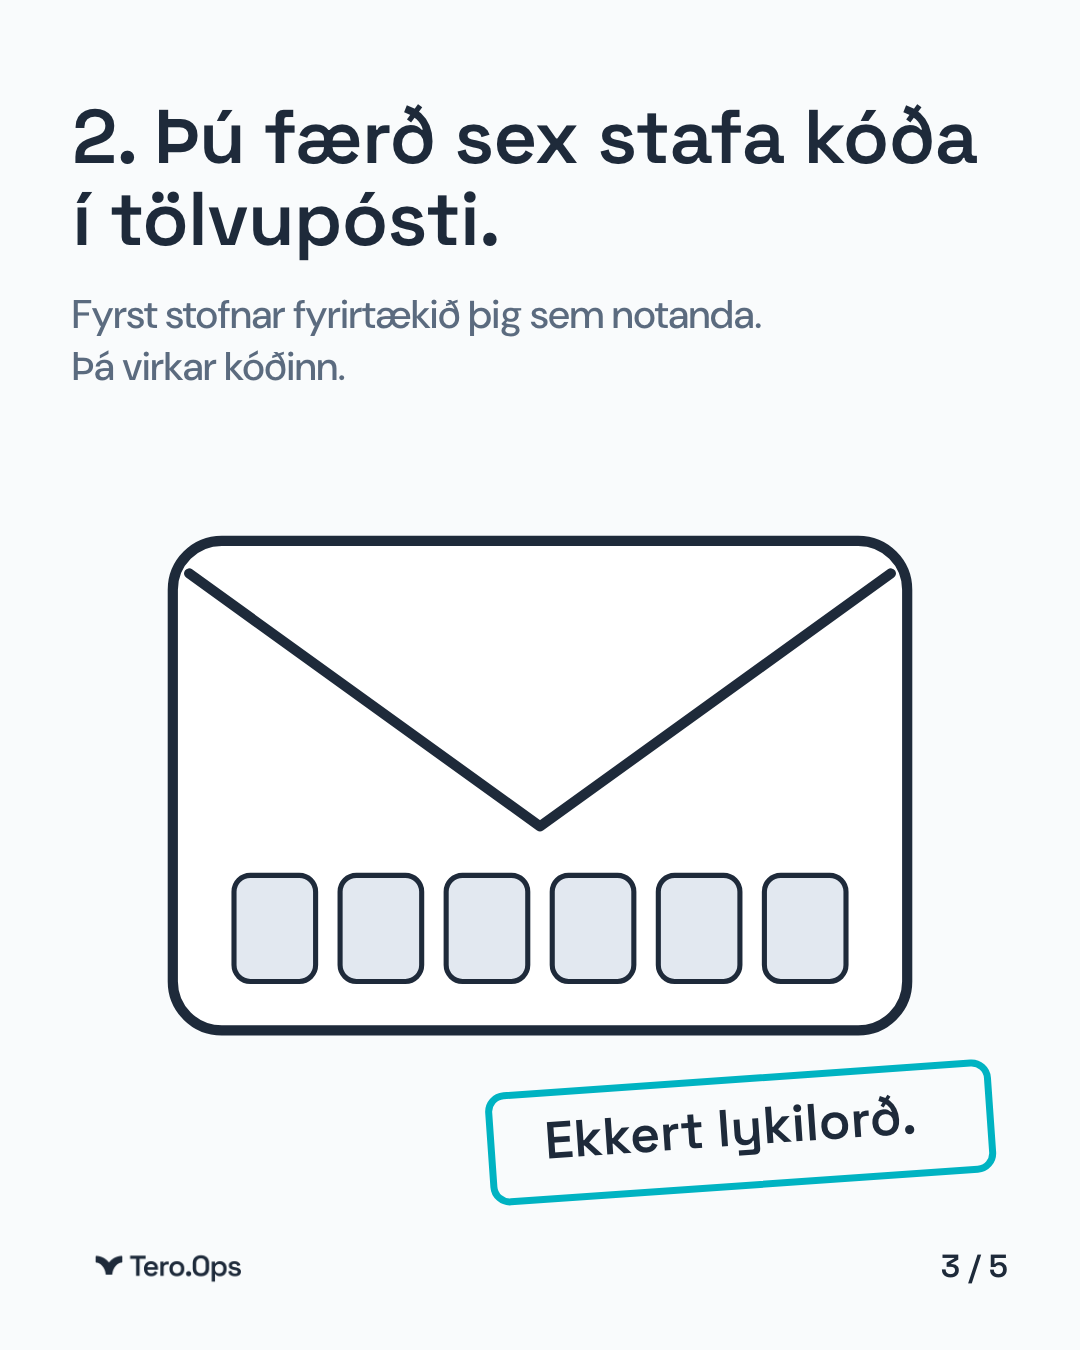 2. Þú færð sex stafa kóða
í tölvupósti.
Fyrst stofnar fyrirtækið þig sem notanda.
Þá virkar kóðinn.
Ekkert lykilorð.
Tero.Ops
3 / 5